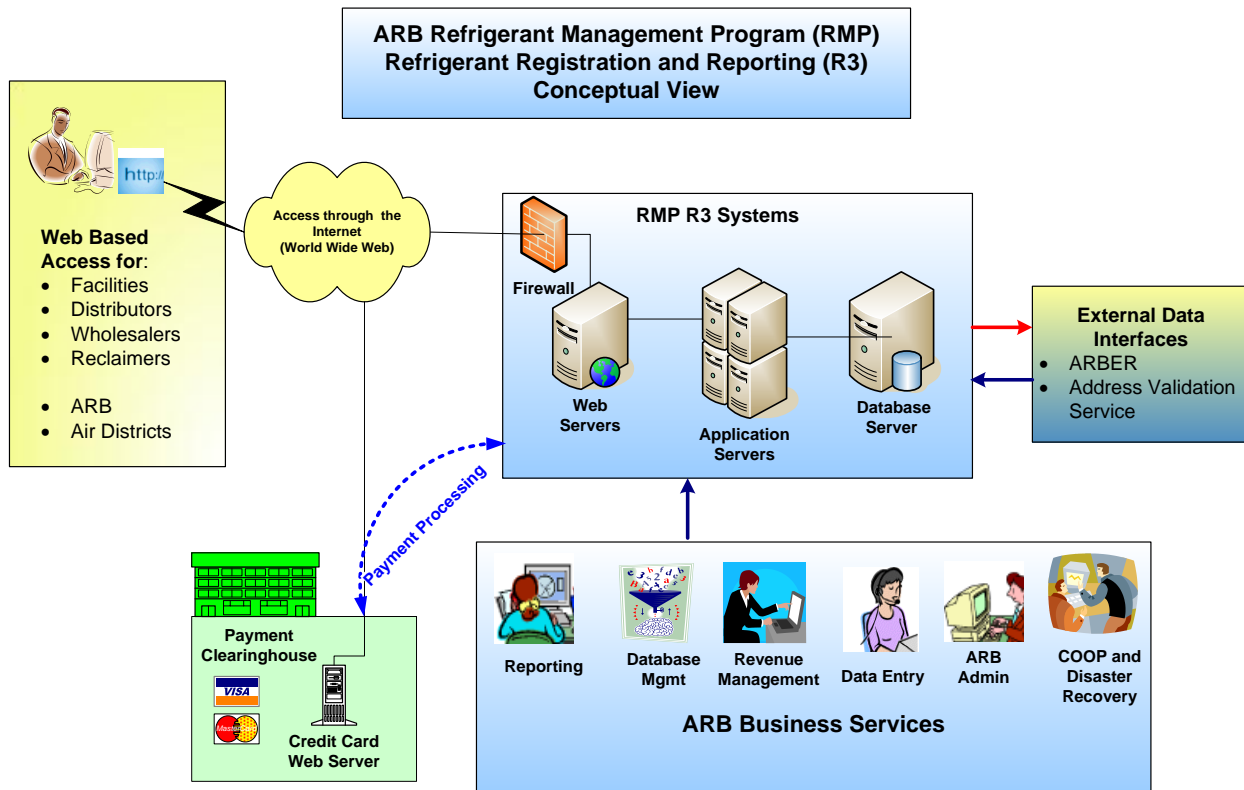 ARB Refrigerant Management Program (RMP)
Refrigerant Registration and Reporting (R3)
Conceptual View
http://
Web Based
Access for:
• Facilities
• Distributors
• Wholesalers
• Reclaimers
• ARB
• Air Districts
Access through the
Internet
(World Wide Web)
RMP R3 Systems
Firewall
Web
Servers
Application
Servers
Database
Server
External Data
Interfaces
• ARBER
• Address Validation
Service
Payment Processing
Payment
Clearinghouse
VISA
MasterCard
Credit Card
Web Server
Reporting
Database
Mgmt
Revenue
Management
Data Entry
ARB
Admin
COOP and
Disaster
Recovery
ARB Business Services